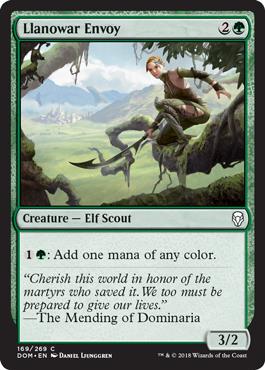 Llanowar Envoy 2
Creature — Elf Scout
1 : Add one mana of any color.
“Cherish this world in honor of the
martyrs who saved it. We too must be
prepared to give our lives.”
—The Mending of Dominaria
3/2
169/269 C
DOM • EN Daniel Ljunggren
™ & © 2018 Wizards of the Coast